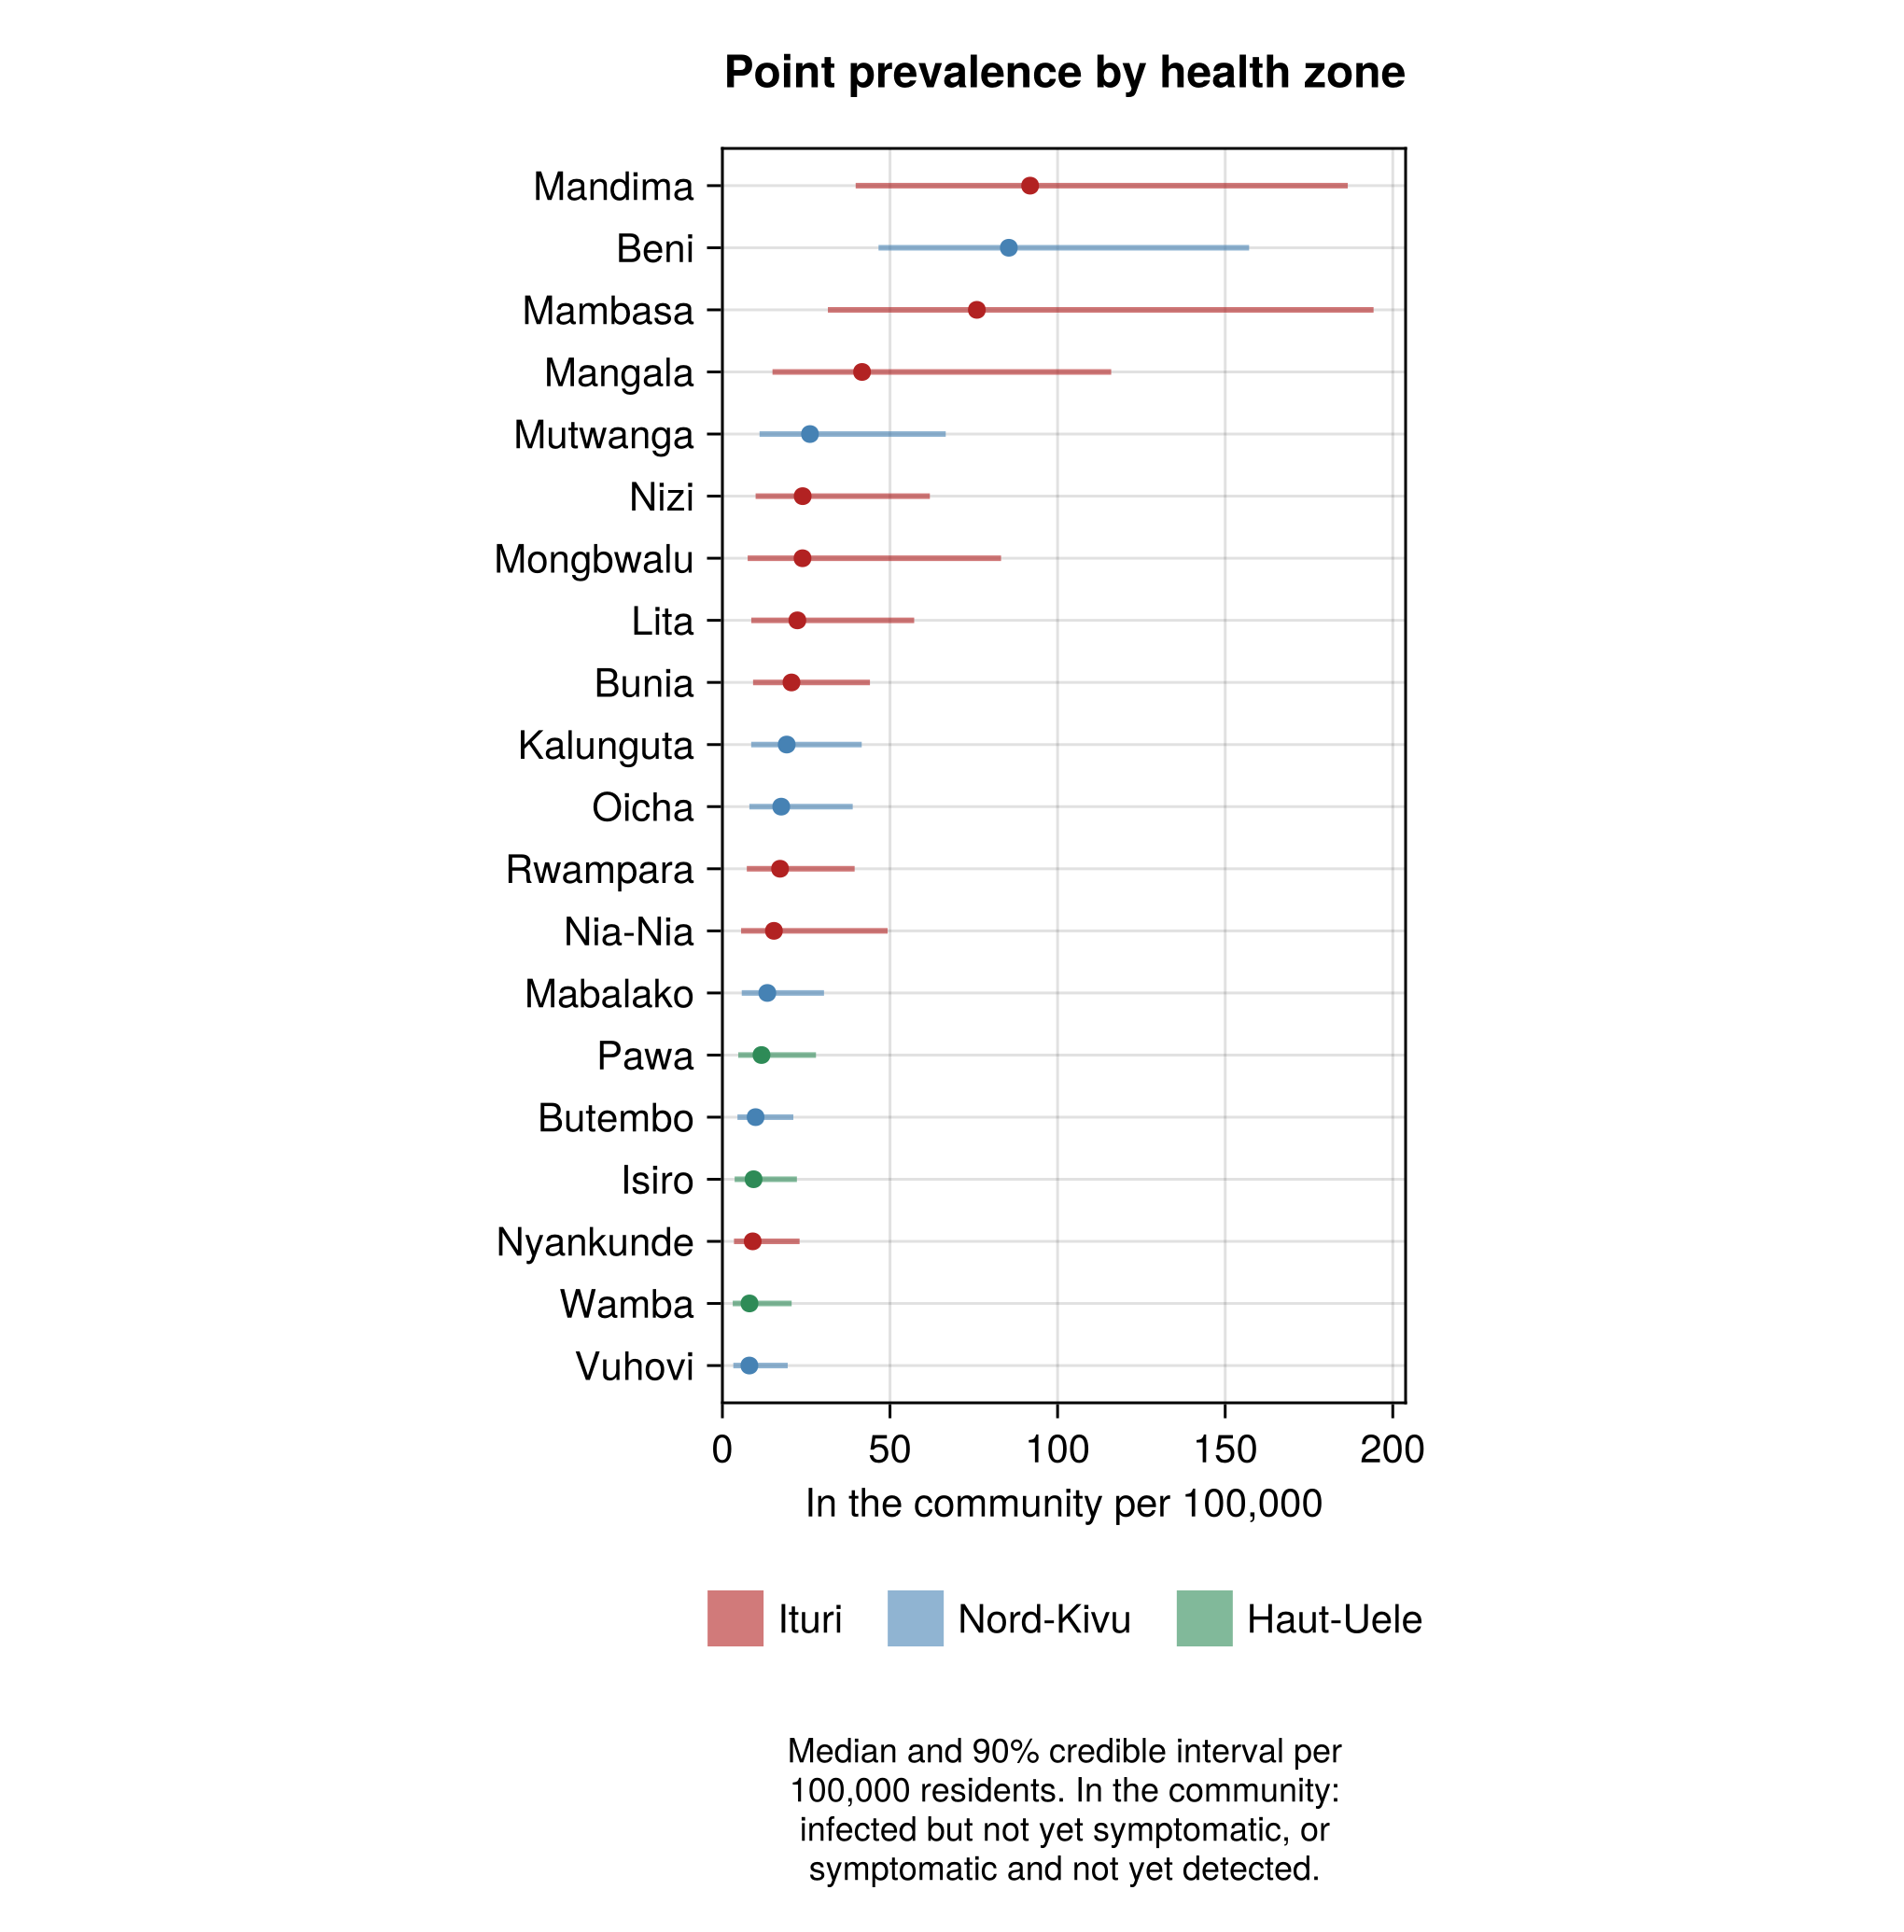 Point prevalence by health zone
Mandima
Beni
Mambasa
Mangala
Mutwanga
Nizi
Mongbwalu
Lita
Bunia
Kalunguta
Oicha
Rwampara
Nia-Nia
Mabalako
Pawa
Butembo
Isiro
Nyankunde
Wamba
Vuhovi
0 50 100 150 200
In the community per 100,000
Ituri Nord-Kivu Haut-Uele
Median and 90% credible interval per
100,000 residents. In the community:
infected but not yet symptomatic, or
symptomatic and not yet detected.